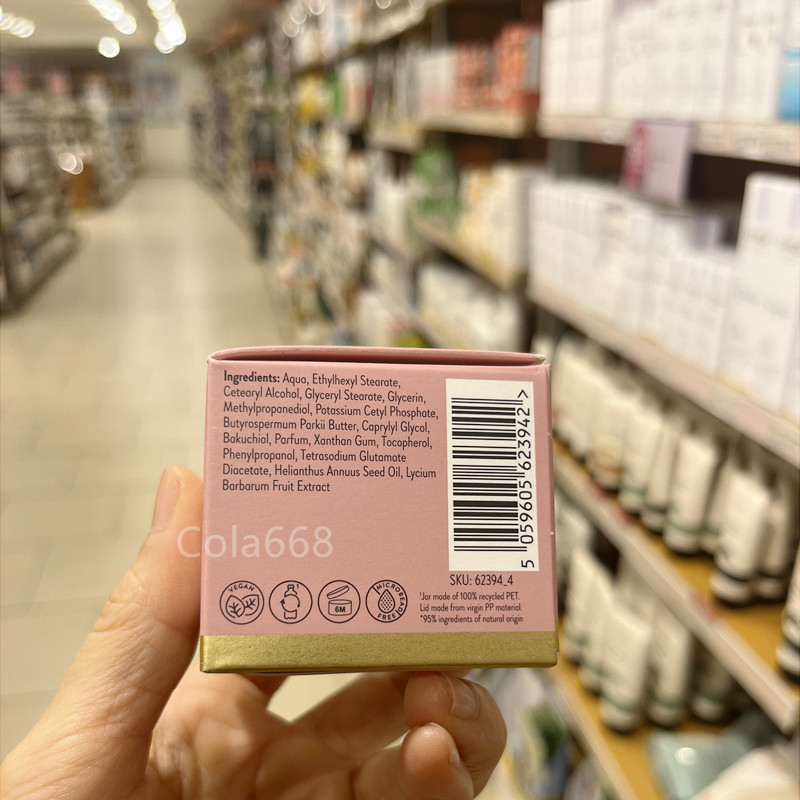 Ingredients: Aqua, Ethylhexyl Stearate,
Cetearyl Alcohol, Glyceryl Stearate, Glycerin,
Methylpropanediol, Potassium Cetyl Phosphate,
Butyrospermum Parkii Butter, Caprylyl Glycol,
Bakuchiol, Parfum, Xanthan Gum, Tocopherol,
Phenylpropanol, Tetrasodium Glutamate
Diacetate, Helianthus Annuus Seed Oil, Lycium
Barbarum Fruit Extract
5 059605 623942 >
Cola668
SKU: 62394_4
VEGAN
1
6M
MICROBEAD
FREE
¹Jar made of 100% recycled PET.
Lid made from virgin PP material.
*95% ingredients of natural origin